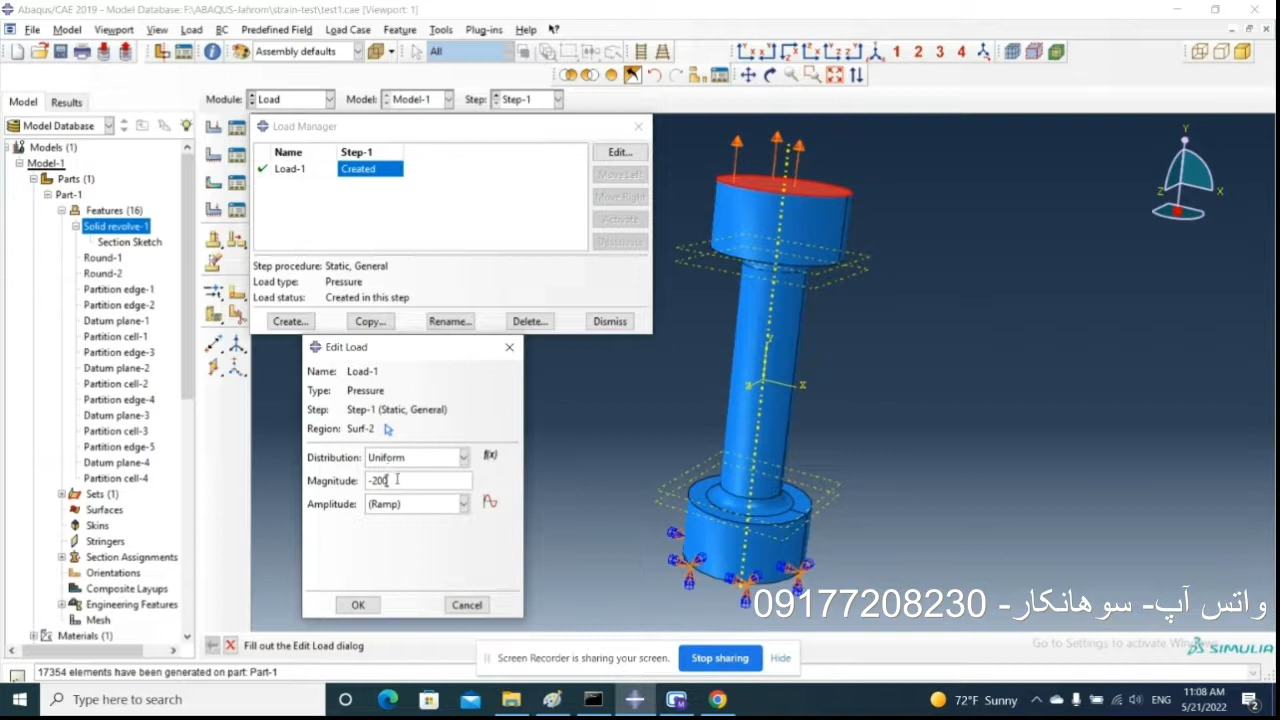 Abaqus/CAE 2019 - Model Database: F:\ABAQUS-Jahrom\strain-test\test1.cae [Viewport: 1]
File Model Viewport View Load BC Predefined Field Load Case Feature Tools Plug-ins Help
Assembly defaults All 1 2 3 4
Model Results Module: Load Model: Model-1 Step: Step-1
Model Database
Models (1)
Model-1
Parts (1)
Part-1
Features (16)
Solid revolve-1
Section Sketch
Round-1
Round-2
Partition edge-1
Partition edge-2
Datum plane-1
Partition cell-1
Partition edge-3
Datum plane-2
Partition cell-2
Partition edge-4
Datum plane-3
Partition cell-3
Partition edge-5
Datum plane-4
Partition cell-4
Sets (1)
Surfaces
Skins
Stringers
Section Assignments
Orientations
Composite Layups
Engineering Features
Mesh
Materials (1)
Load Manager
Name Step-1
Load-1 Created
Edit...
Move Left
Move Right
Activate
Deactivate
Step procedure: Static, General
Load type: Pressure
Load status: Created in this step
Create... Copy... Rename... Delete... Dismiss
Edit Load
Name: Load-1
Type: Pressure
Step: Step-1 (Static, General)
Region: Surf-2
Distribution: Uniform f(x)
Magnitude: -200
Amplitude: (Ramp)
OK Cancel
Y
Z X
Y
Z X
واتس آپ- سوهانکار- 09177208230
Fill out the Edit Load dialog
Go to Settings to activate Windows.
SIMULIA
Screen Recorder is sharing your screen. Stop sharing Hide
17354 elements have been generated on part: Part-1
Type here to search
72°F Sunny ENG 11:08 AM
5/21/2022
2